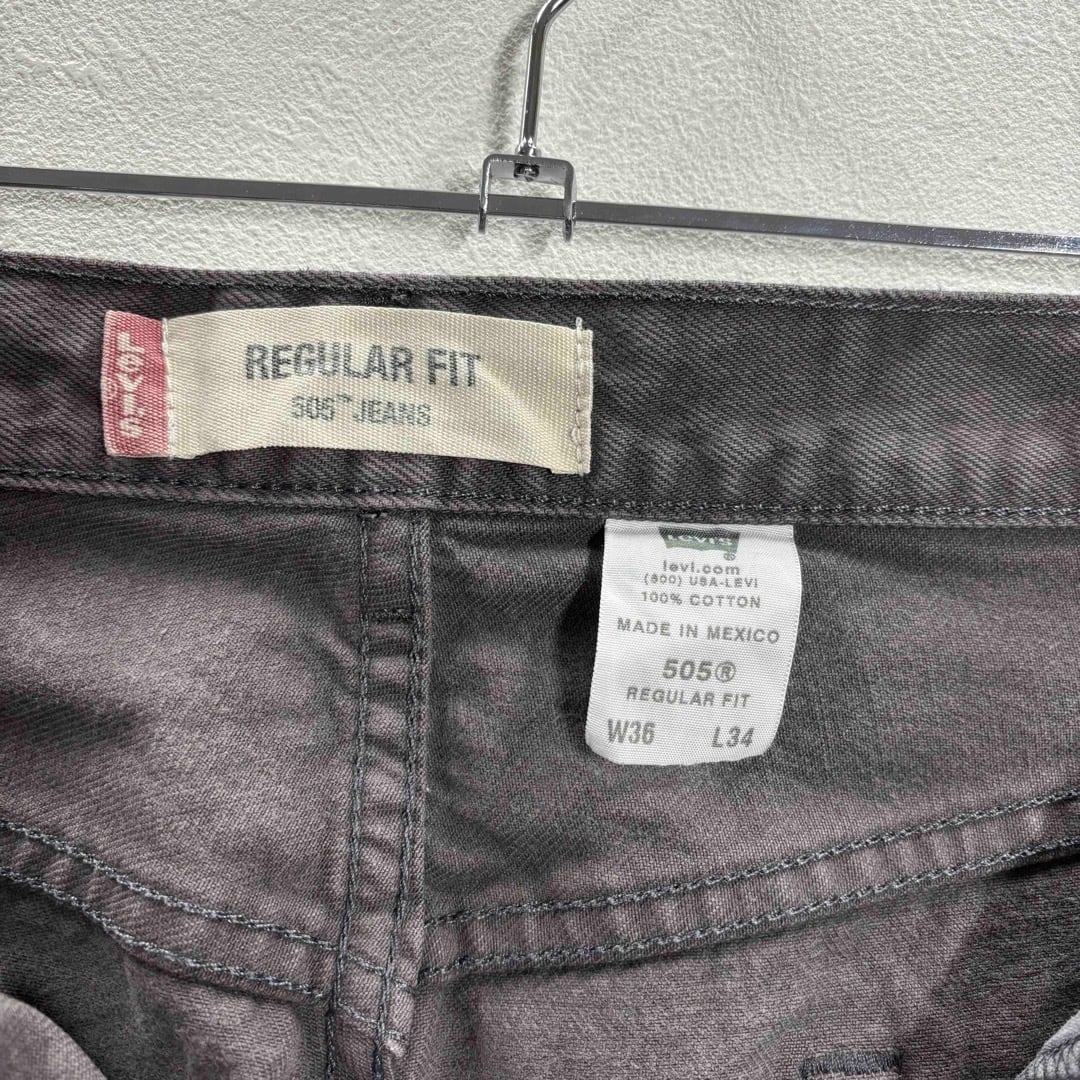 Levi's
REGULAR FIT
505™ JEANS
Levi's
®
levi.com
(800) USA-LEVI
100% COTTON
MADE IN MEXICO
505®
REGULAR FIT
W36 L34